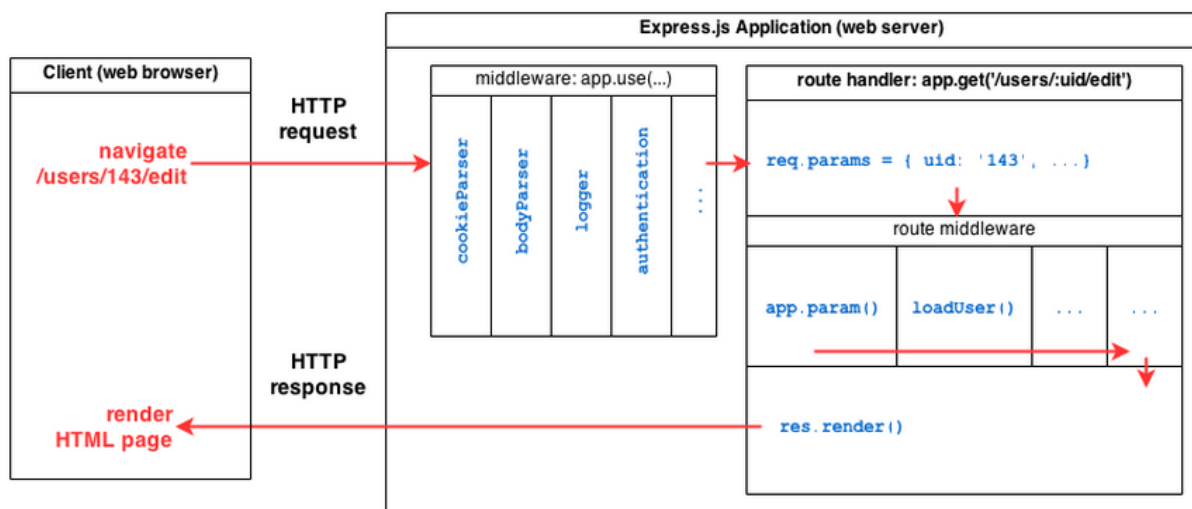 Express.js Application (web server)
Client (web browser)
middleware: app.use(...)
route handler: app.get('/users/:uid/edit')
HTTP
request
navigate
/users/143/edit
cookieParser
bodyParser
logger
authentication
...
req.params = { uid: '143', ...}
route middleware
app.param()
loadUser()
...
...
HTTP
response
render
HTML page
res.render()